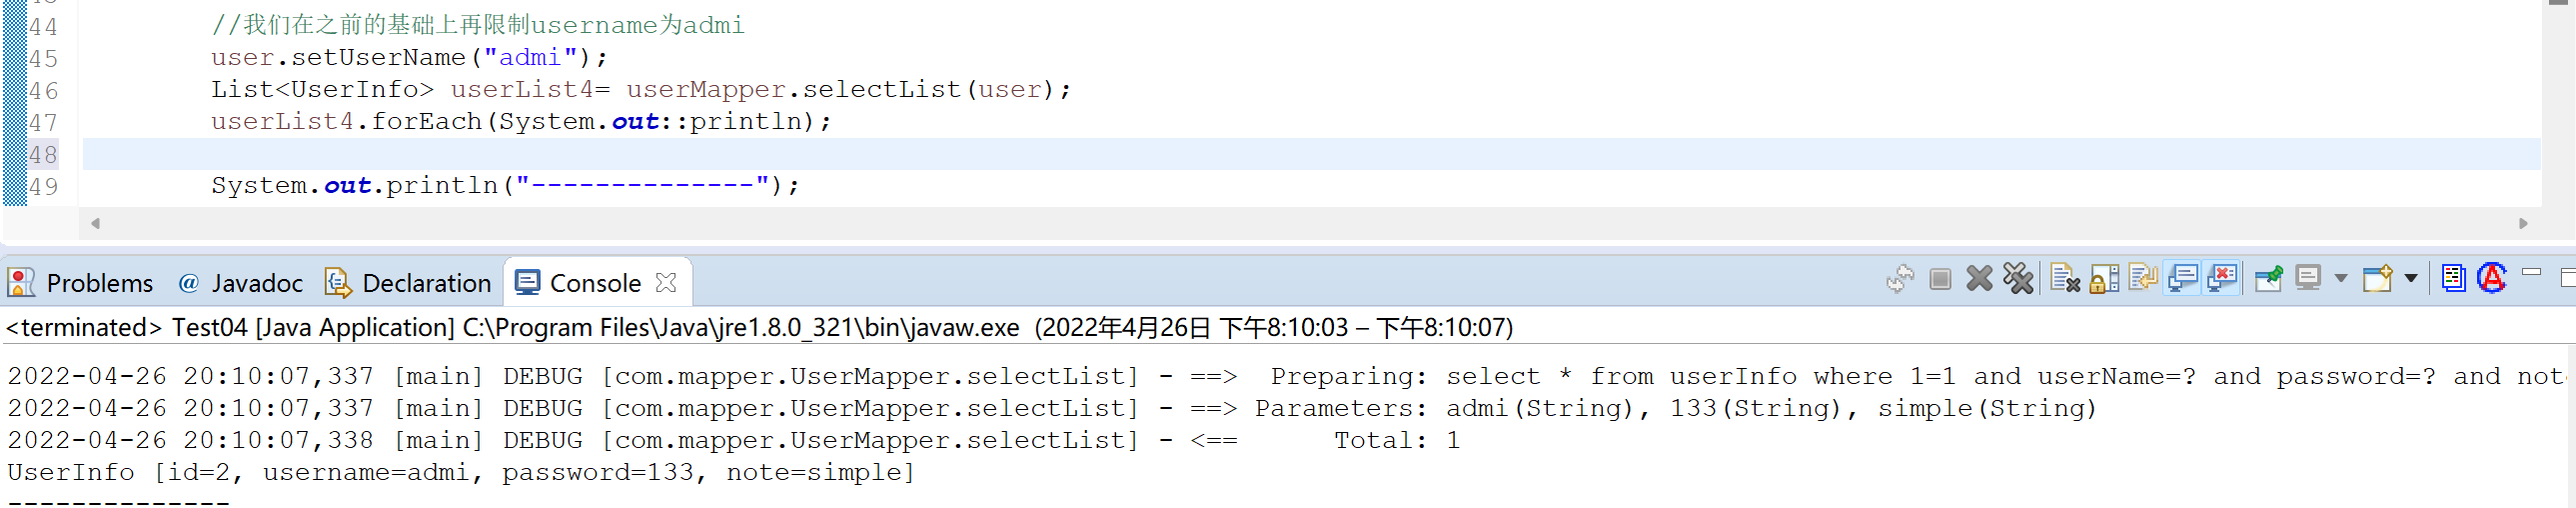 44 //我们在之前的基础上再限制username为admi
45 user.setUserName("admi");
46 List<UserInfo> userList4= userMapper.selectList(user);
47 userList4.forEach(System.out::println);
48
49 System.out.println("--------------");
Problems @ Javadoc Declaration Console
<terminated> Test04 [Java Application] C:\Program Files\Java\jre1.8.0_321\bin\javaw.exe (2022年4月26日 下午8:10:03 – 下午8:10:07)
2022-04-26 20:10:07,337 [main] DEBUG [com.mapper.UserMapper.selectList] - ==>  Preparing: select * from userInfo where 1=1 and userName=? and password=? and not
2022-04-26 20:10:07,337 [main] DEBUG [com.mapper.UserMapper.selectList] - ==> Parameters: admi(String), 133(String), simple(String)
2022-04-26 20:10:07,338 [main] DEBUG [com.mapper.UserMapper.selectList] - <==      Total: 1
UserInfo [id=2, username=admi, password=133, note=simple]
--------------